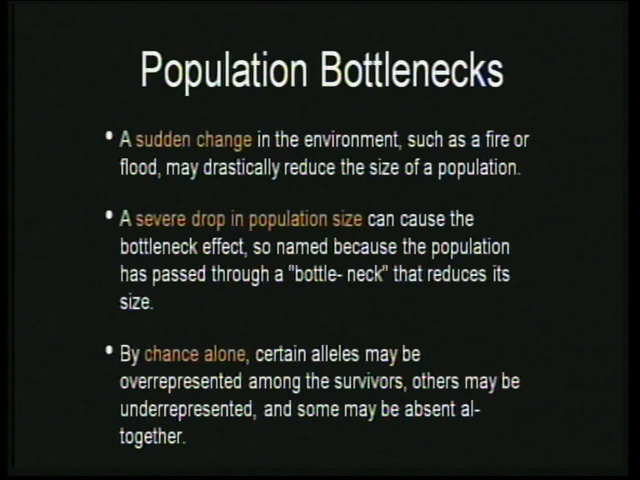 Population Bottlenecks
• A sudden change in the environment, such as a fire or
flood, may drastically reduce the size of a population.
• A severe drop in population size can cause the
bottleneck effect, so named because the population
has passed through a "bottle- neck" that reduces its
size.
• By chance alone, certain alleles may be
overrepresented among the survivors, others may be
underrepresented, and some may be absent al-
together.